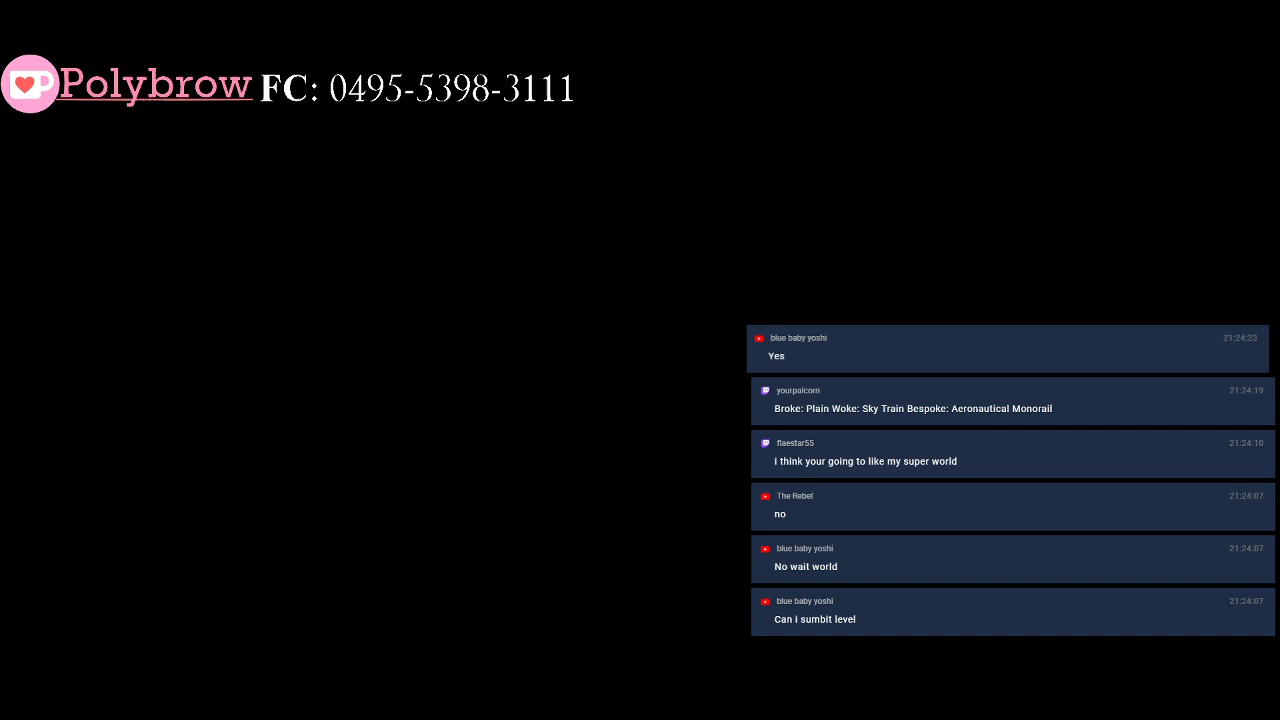 Polybrow FC: 0495-5398-3111
blue baby yoshi 21:24:23
Yes
yourpalcorn 21:24:19
Broke: Plain Woke: Sky Train Bespoke: Aeronautical Monorail
flaestar55 21:24:10
i think your going to like my super world
The Rebel 21:24:07
no
blue baby yoshi 21:24:07
No wait world
blue baby yoshi 21:24:07
Can i sumbit level